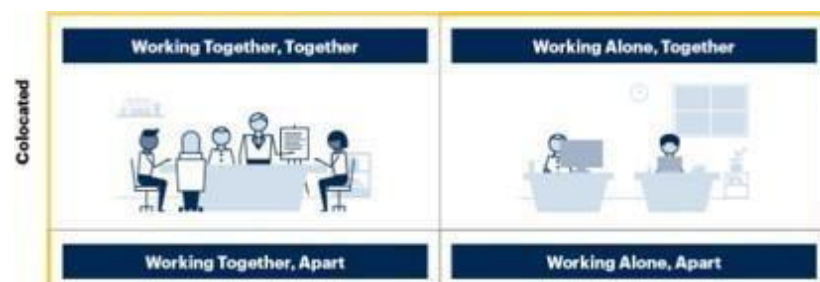 Working Together, Together
Working Alone, Together
Colocated
Working Together, Apart
Working Alone, Apart